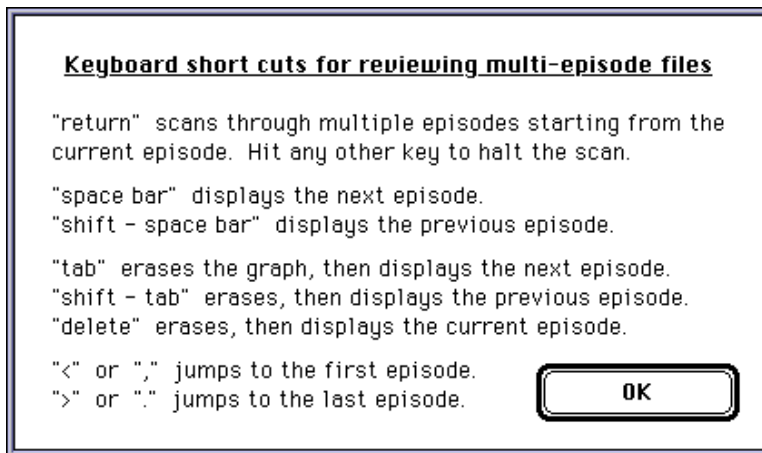 Keyboard short cuts for reviewing multi-episode files
"return" scans through multiple episodes starting from the
current episode. Hit any other key to halt the scan.
"space bar" displays the next episode.
"shift - space bar" displays the previous episode.
"tab" erases the graph, then displays the next episode.
"shift - tab" erases, then displays the previous episode.
"delete" erases, then displays the current episode.
"<" or "," jumps to the first episode.
">" or "." jumps to the last episode.
OK